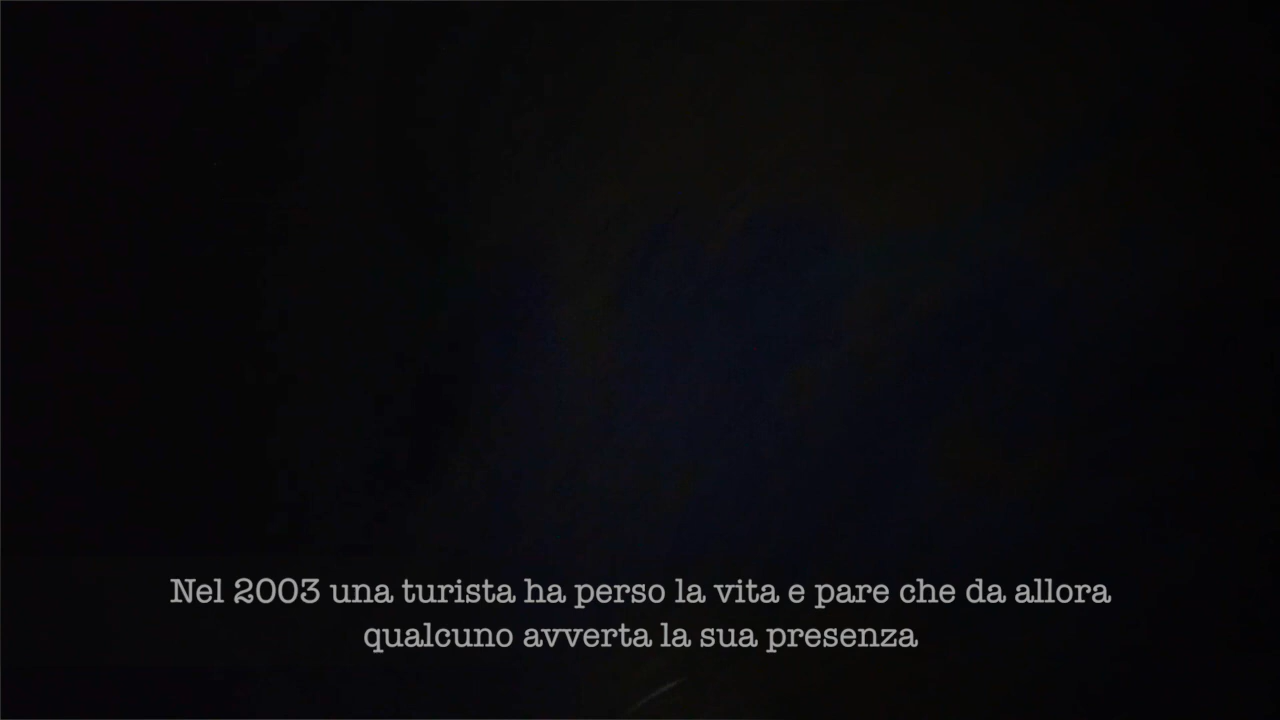 Nel 2003 una turista ha perso la vita e pare che da allora
qualcuno avverta la sua presenza